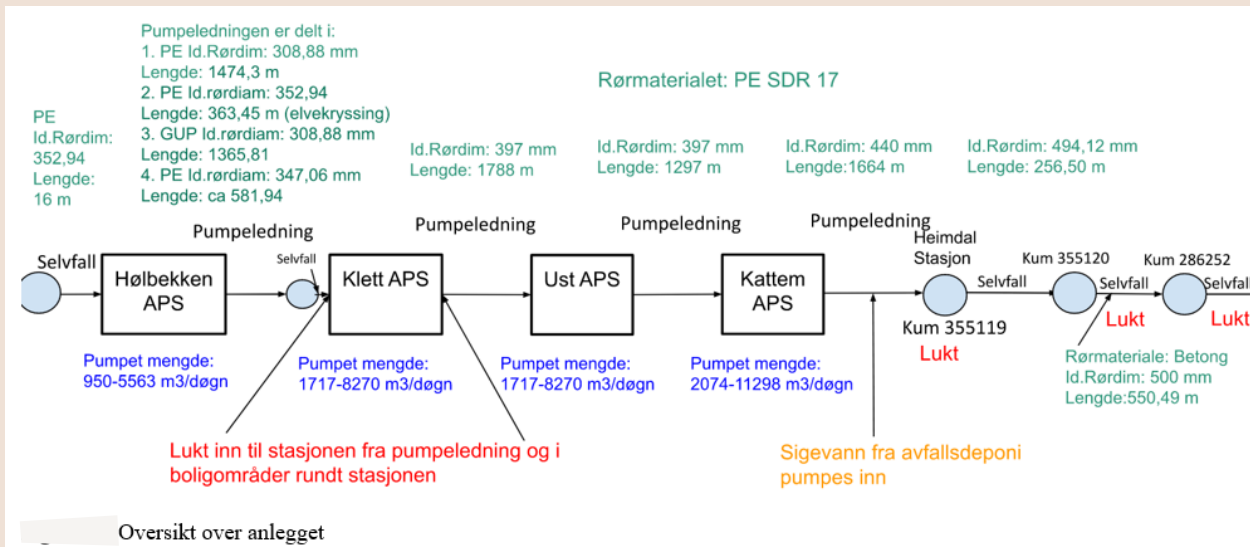 Pumpeledningen er delt i:
1. PE Id.Rørdim: 308,88 mm
Lengde: 1474,3 m
2. PE Id.rørdiam: 352,94
Lengde: 363,45 m (elvekryssing)
3. GUP Id.rørdiam: 308,88 mm
Lengde: 1365,81
4. PE Id.rørdiam: 347,06 mm
Lengde: ca 581,94
Rørmaterialet: PE SDR 17
PE
Id.Rørdim:
352,94
Lengde:
16 m
Id.Rørdim: 397 mm
Lengde: 1788 m
Id.Rørdim: 397 mm
Lengde: 1297 m
Id.Rørdim: 440 mm
Lengde:1664 m
Id.Rørdim: 494,12 mm
Lengde: 256,50 m
Pumpeledning
Pumpeledning
Pumpeledning
Pumpeledning
Selvfall
Hølbekken
APS
Selvfall
Klett APS
Ust APS
Kattem
APS
Heimdal
Stasjon
Kum 355119
Lukt
Selvfall
Kum 355120
Selvfall
Lukt
Kum 286252
Selvfall
Lukt
Pumpet mengde:
950-5563 m3/døgn
Pumpet mengde:
1717-8270 m3/døgn
Pumpet mengde:
1717-8270 m3/døgn
Pumpet mengde:
2074-11298 m3/døgn
Rørmateriale: Betong
Id.Rørdim: 500 mm
Lengde:550,49 m
Lukt inn til stasjonen fra pumpeledning og i
boligområder rundt stasjonen
Sigevann fra avfallsdeponi
pumpes inn
Oversikt over anlegget